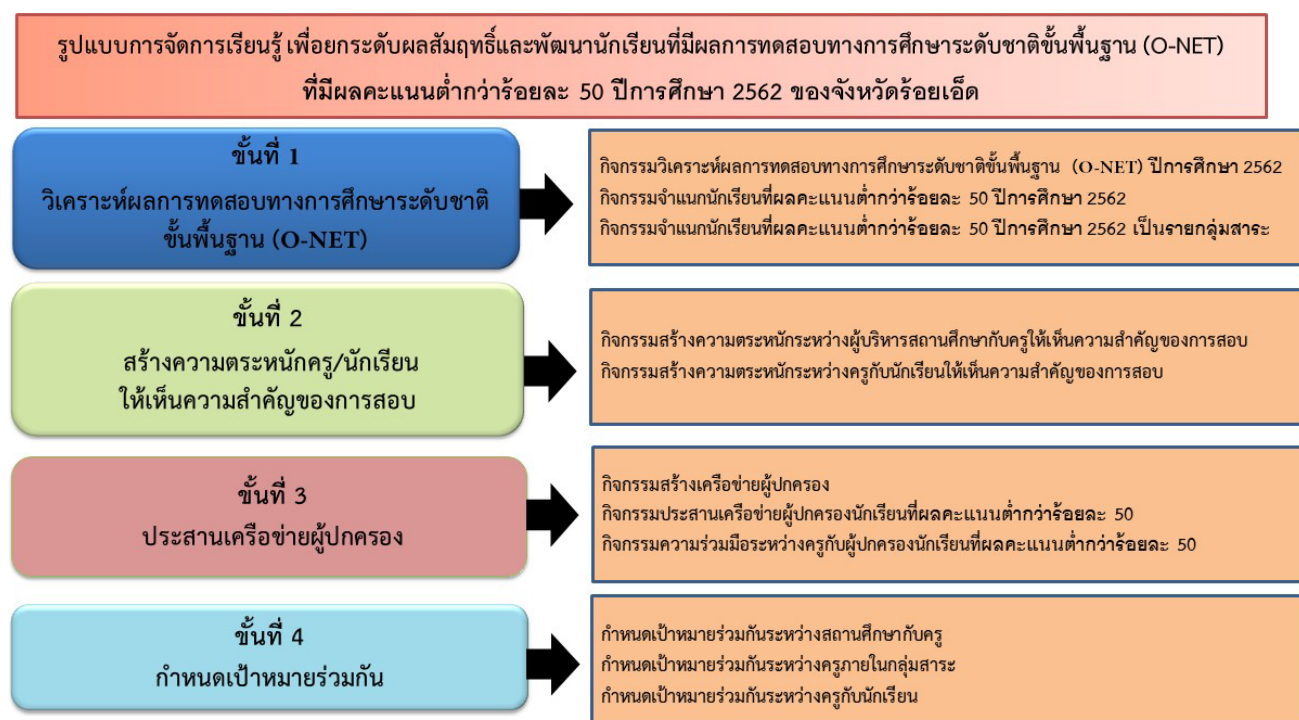 รูปแบบการจัดการเรียนรู้ เพื่อยกระดับผลสัมฤทธิ์และพัฒนานักเรียนที่มีผลการทดสอบทางการศึกษาระดับชาติขั้นพื้นฐาน (O-NET)
ที่มีผลคะแนนต่ำกว่าร้อยละ 50 ปีการศึกษา 2562 ของจังหวัดร้อยเอ็ด
ขั้นที่ 1
วิเคราะห์ผลการทดสอบทางการศึกษาระดับชาติ
ขั้นพื้นฐาน (O-NET)
กิจกรรมวิเคราะห์ผลการทดสอบทางการศึกษาระดับชาติขั้นพื้นฐาน (O-NET) ปีการศึกษา 2562
กิจกรรมจำแนกนักเรียนที่ผลคะแนนต่ำกว่าร้อยละ 50 ปีการศึกษา 2562
กิจกรรมจำแนกนักเรียนที่ผลคะแนนต่ำกว่าร้อยละ 50 ปีการศึกษา 2562 เป็นรายกลุ่มสาระ
ขั้นที่ 2
สร้างความตระหนักครู/นักเรียน
ให้เห็นความสำคัญของการสอบ
กิจกรรมสร้างความตระหนักระหว่างผู้บริหารสถานศึกษากับครูให้เห็นความสำคัญของการสอบ
กิจกรรมสร้างความตระหนักระหว่างครูกับนักเรียนให้เห็นความสำคัญของการสอบ
ขั้นที่ 3
ประสานเครือข่ายผู้ปกครอง
กิจกรรมสร้างเครือข่ายผู้ปกครอง
กิจกรรมประสานเครือข่ายผู้ปกครองนักเรียนที่ผลคะแนนต่ำกว่าร้อยละ 50
กิจกรรมความร่วมมือระหว่างครูกับผู้ปกครองนักเรียนที่ผลคะแนนต่ำกว่าร้อยละ 50
ขั้นที่ 4
กำหนดเป้าหมายร่วมกัน
กำหนดเป้าหมายร่วมกันระหว่างสถานศึกษากับครู
กำหนดเป้าหมายร่วมกันระหว่างครูภายในกลุ่มสาระ
กำหนดเป้าหมายร่วมกันระหว่างครูกับนักเรียน